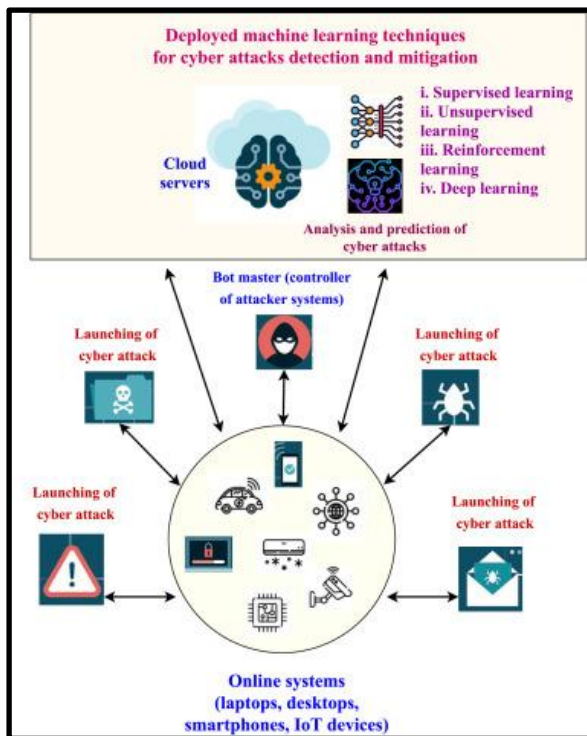 Deployed machine learning techniques
for cyber attacks detection and mitigation
i. Supervised learning
ii. Unsupervised
learning
iii. Reinforcement
learning
iv. Deep learning
Cloud
servers
Analysis and prediction of
cyber attacks
Bot master (controller
of attacker systems)
Launching of
cyber attack
Launching of
cyber attack
Launching of
cyber attack
Launching of
cyber attack
Online systems
(laptops, desktops,
smartphones, IoT devices)